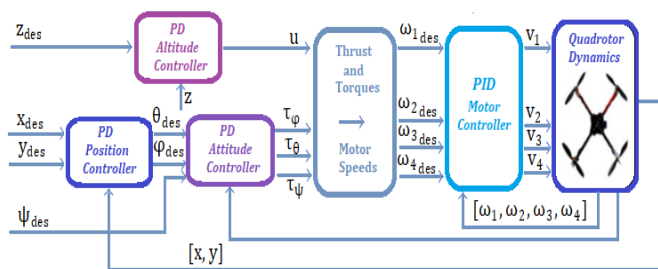 z_des
PD
Altitude
Controller
z
u
x_des
y_des
PD
Position
Controller
θ_des
φ_des
PD
Attitude
Controller
ψ_des
τ_φ
τ_θ
τ_ψ
Thrust
and
Torques
Motor
Speeds
ω_1des
ω_2des
ω_3des
ω_4des
PID
Motor
Controller
v_1
v_2
v_3
v_4
Quadrotor
Dynamics
[ω_1, ω_2, ω_3, ω_4]
[x, y]